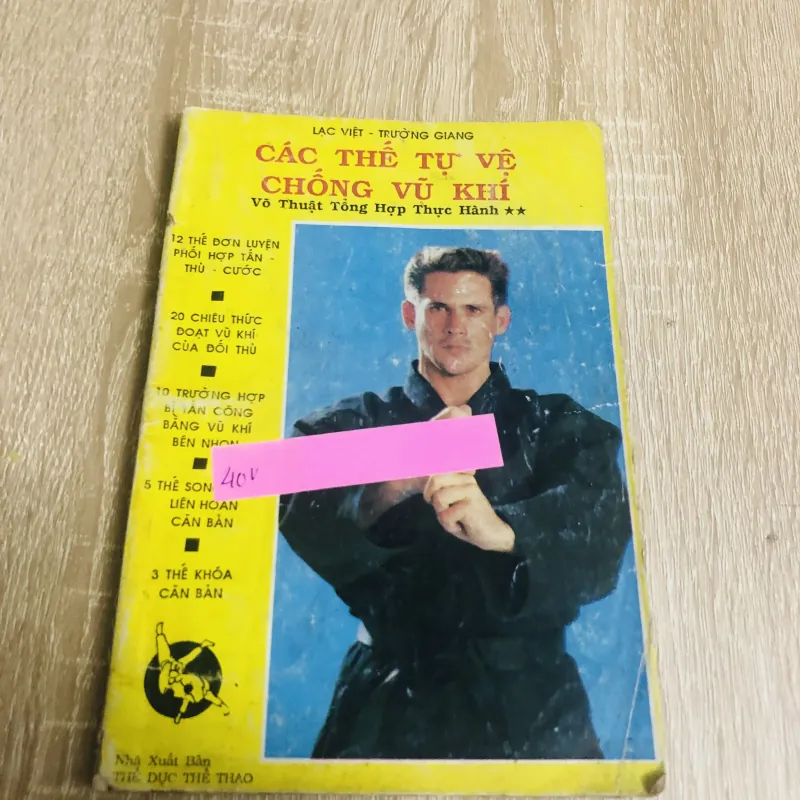 LẠC VIỆT - TRƯỜNG GIANG
CÁC THẾ TỰ VỆ
CHỐNG VŨ KHÍ
Võ Thuật Tổng Hợp Thực Hành ★★
12 THẾ ĐƠN LUYỆN
PHỐI HỢP TẤN -
THỦ - CƯỚC
20 CHIÊU THỨC
ĐOẠT VŨ KHÍ
CỦA ĐỐI THỦ
10 TRƯỜNG HỢP
BỊ TẤN CÔNG
BẰNG VŨ KHÍ
BÉN NHỌN
40k
5 THẾ SONG
LIÊN HOÀN
CĂN BẢN
3 THẾ KHÓA
CĂN BẢN
Nhà Xuất Bản
THỂ DỤC THỂ THAO